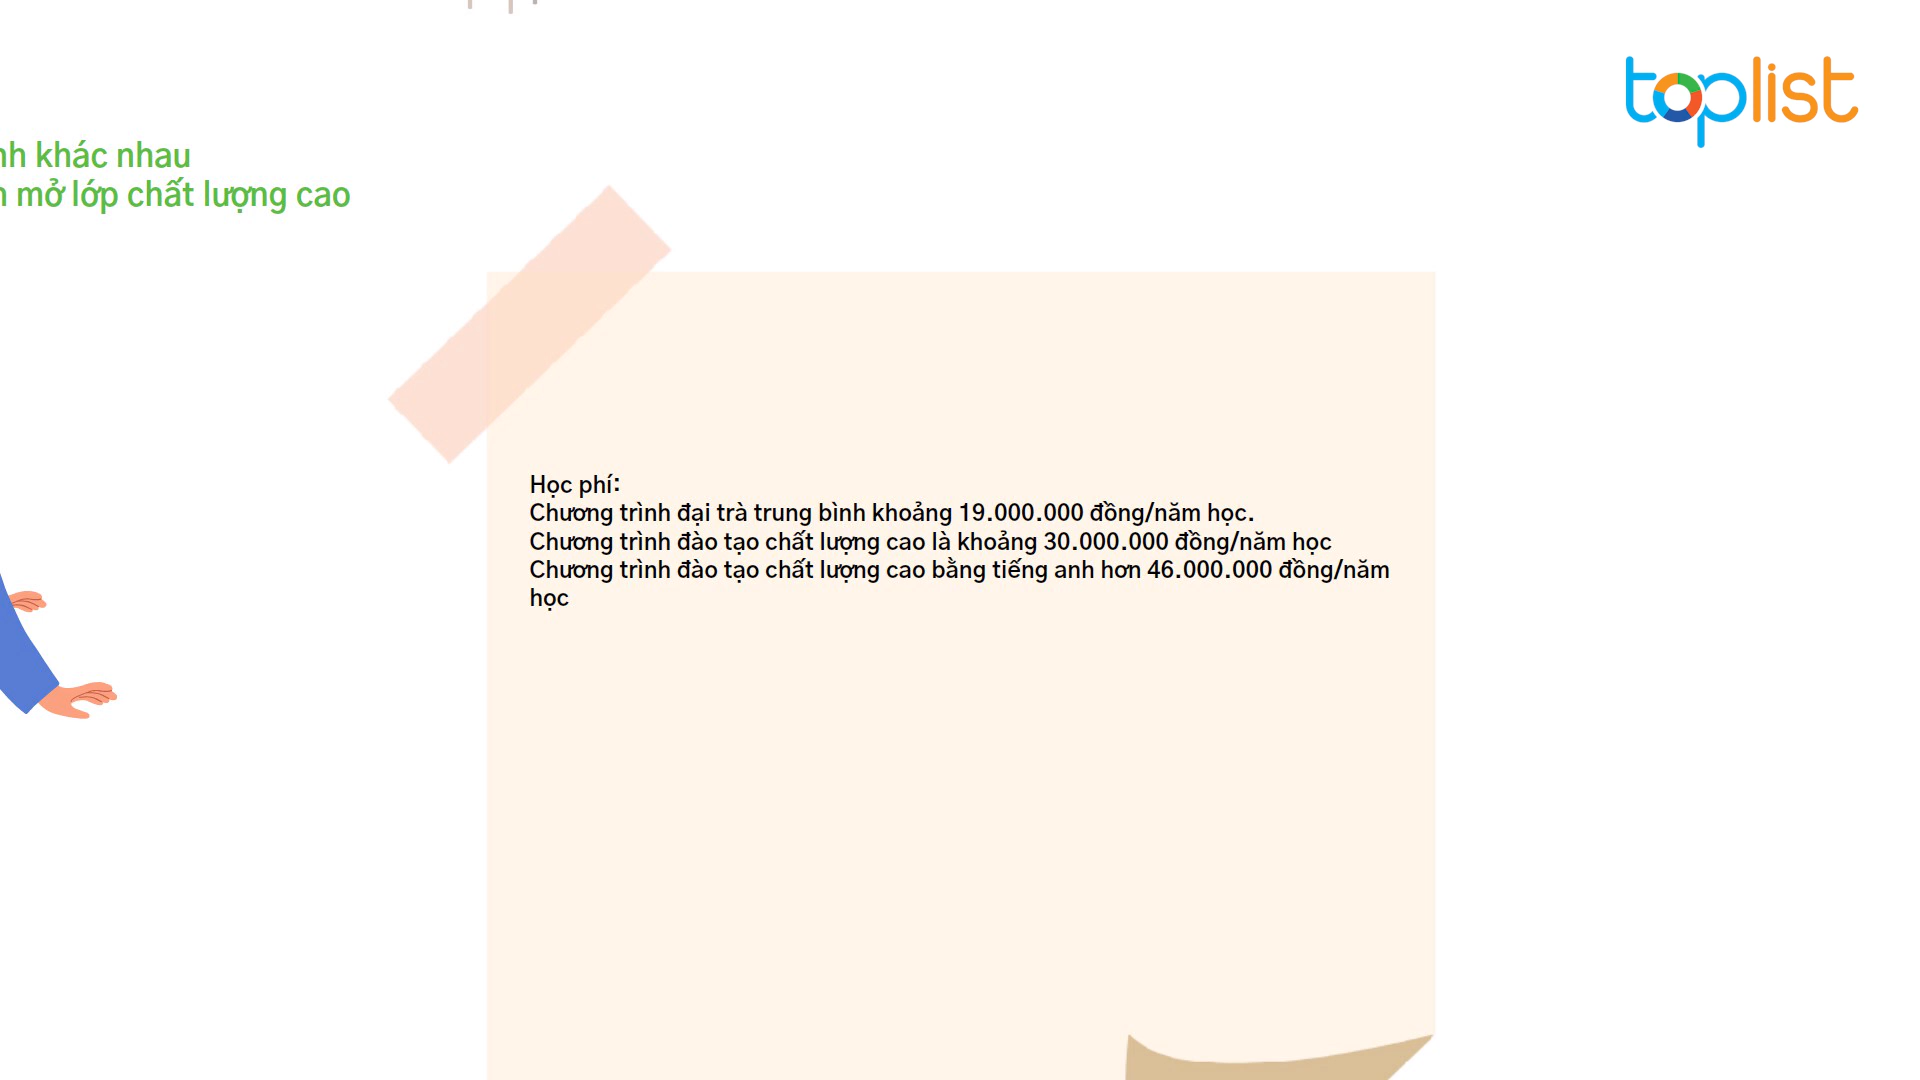 toplist
khác nhau
mở lớp chất lượng cao
Học phí:
Chương trình đại trà trung bình khoảng 19.000.000 đồng/năm học.
Chương trình đào tạo chất lượng cao là khoảng 30.000.000 đồng/năm học
Chương trình đào tạo chất lượng cao bằng tiếng anh hơn 46.000.000 đồng/năm
học